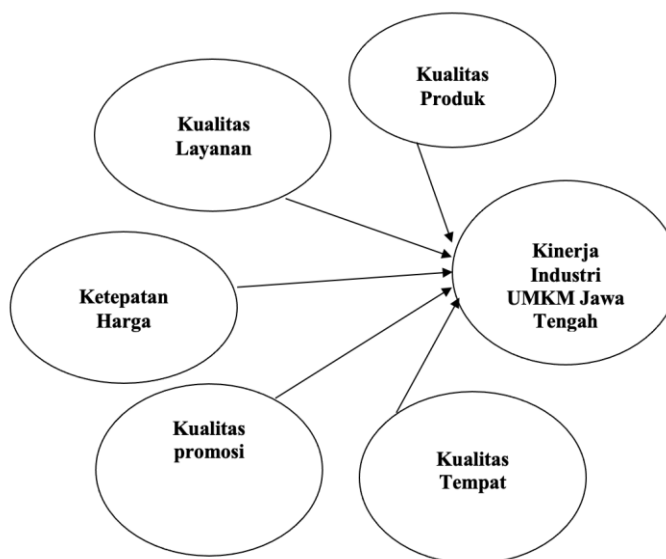 Kualitas
Produk
Kualitas
Layanan
Kinerja
Industri
UMKM Jawa
Tengah
Ketepatan
Harga
Kualitas
promosi
Kualitas
Tempat